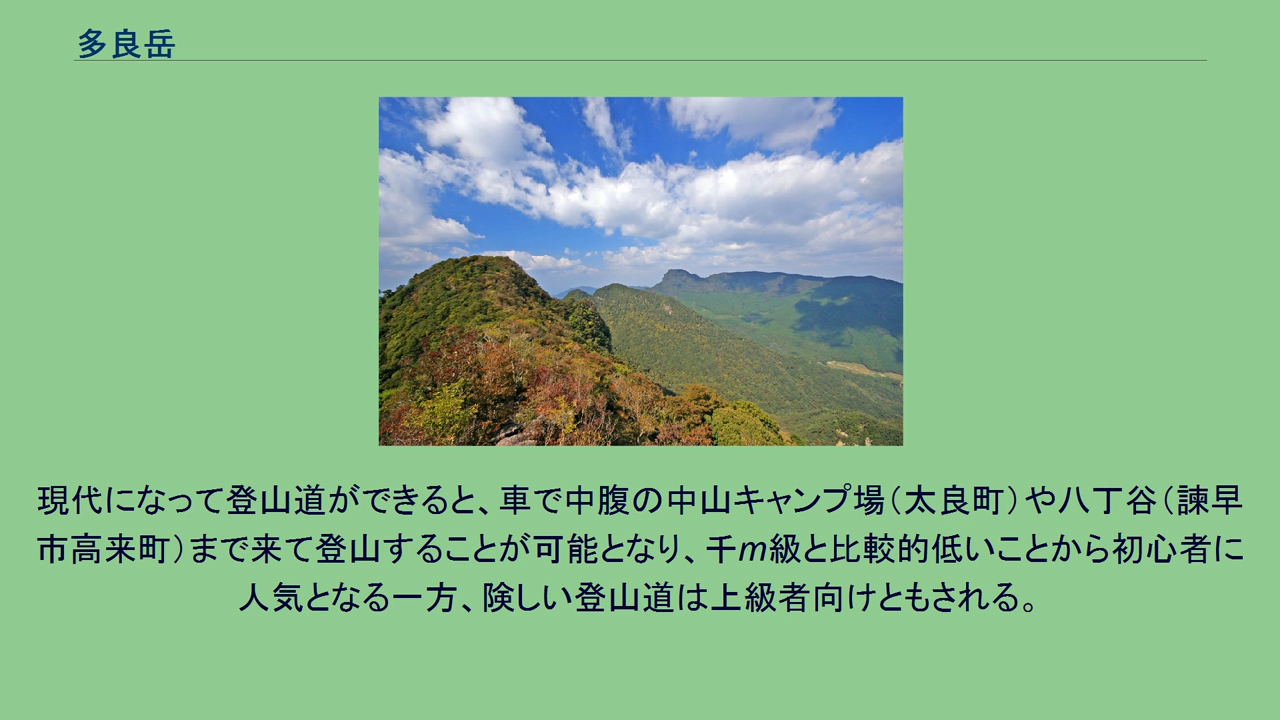 多良岳
現代になって登山道ができると、車で中腹の中山キャンプ場（太良町）や八丁谷（諫早
市高来町）まで来て登山することが可能となり、千m級と比較的低いことから初心者に
人気となる一方、険しい登山道は上級者向けともされる。